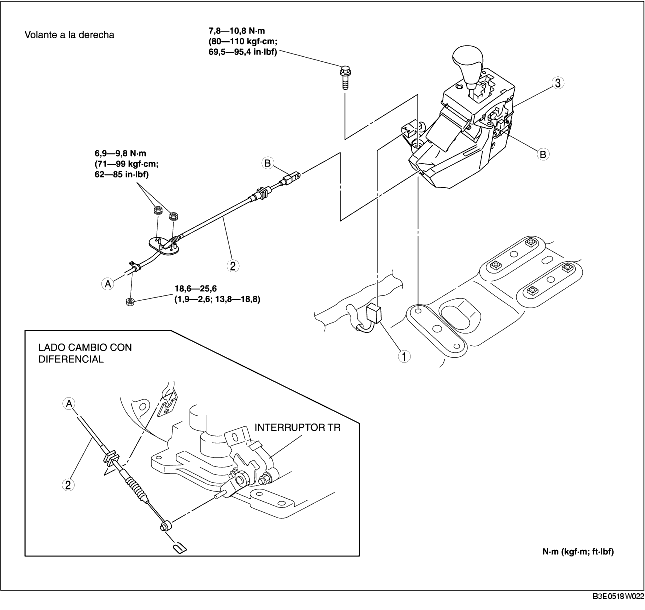 Volante a la derecha
7,8—10,8 N·m
(80—110 kgf·cm;
69,5—95,4 in·lbf)
3
6,9—9,8 N·m
(71—99 kgf·cm;
62—85 in·lbf)
B
B
2
A
18,6—25,6
(1,9—2,6; 13,8—18,8)
1
LADO CAMBIO CON
DIFERENCIAL
A
INTERRUPTOR TR
2
N·m (kgf·m; ft·lbf)
B3E0518W022